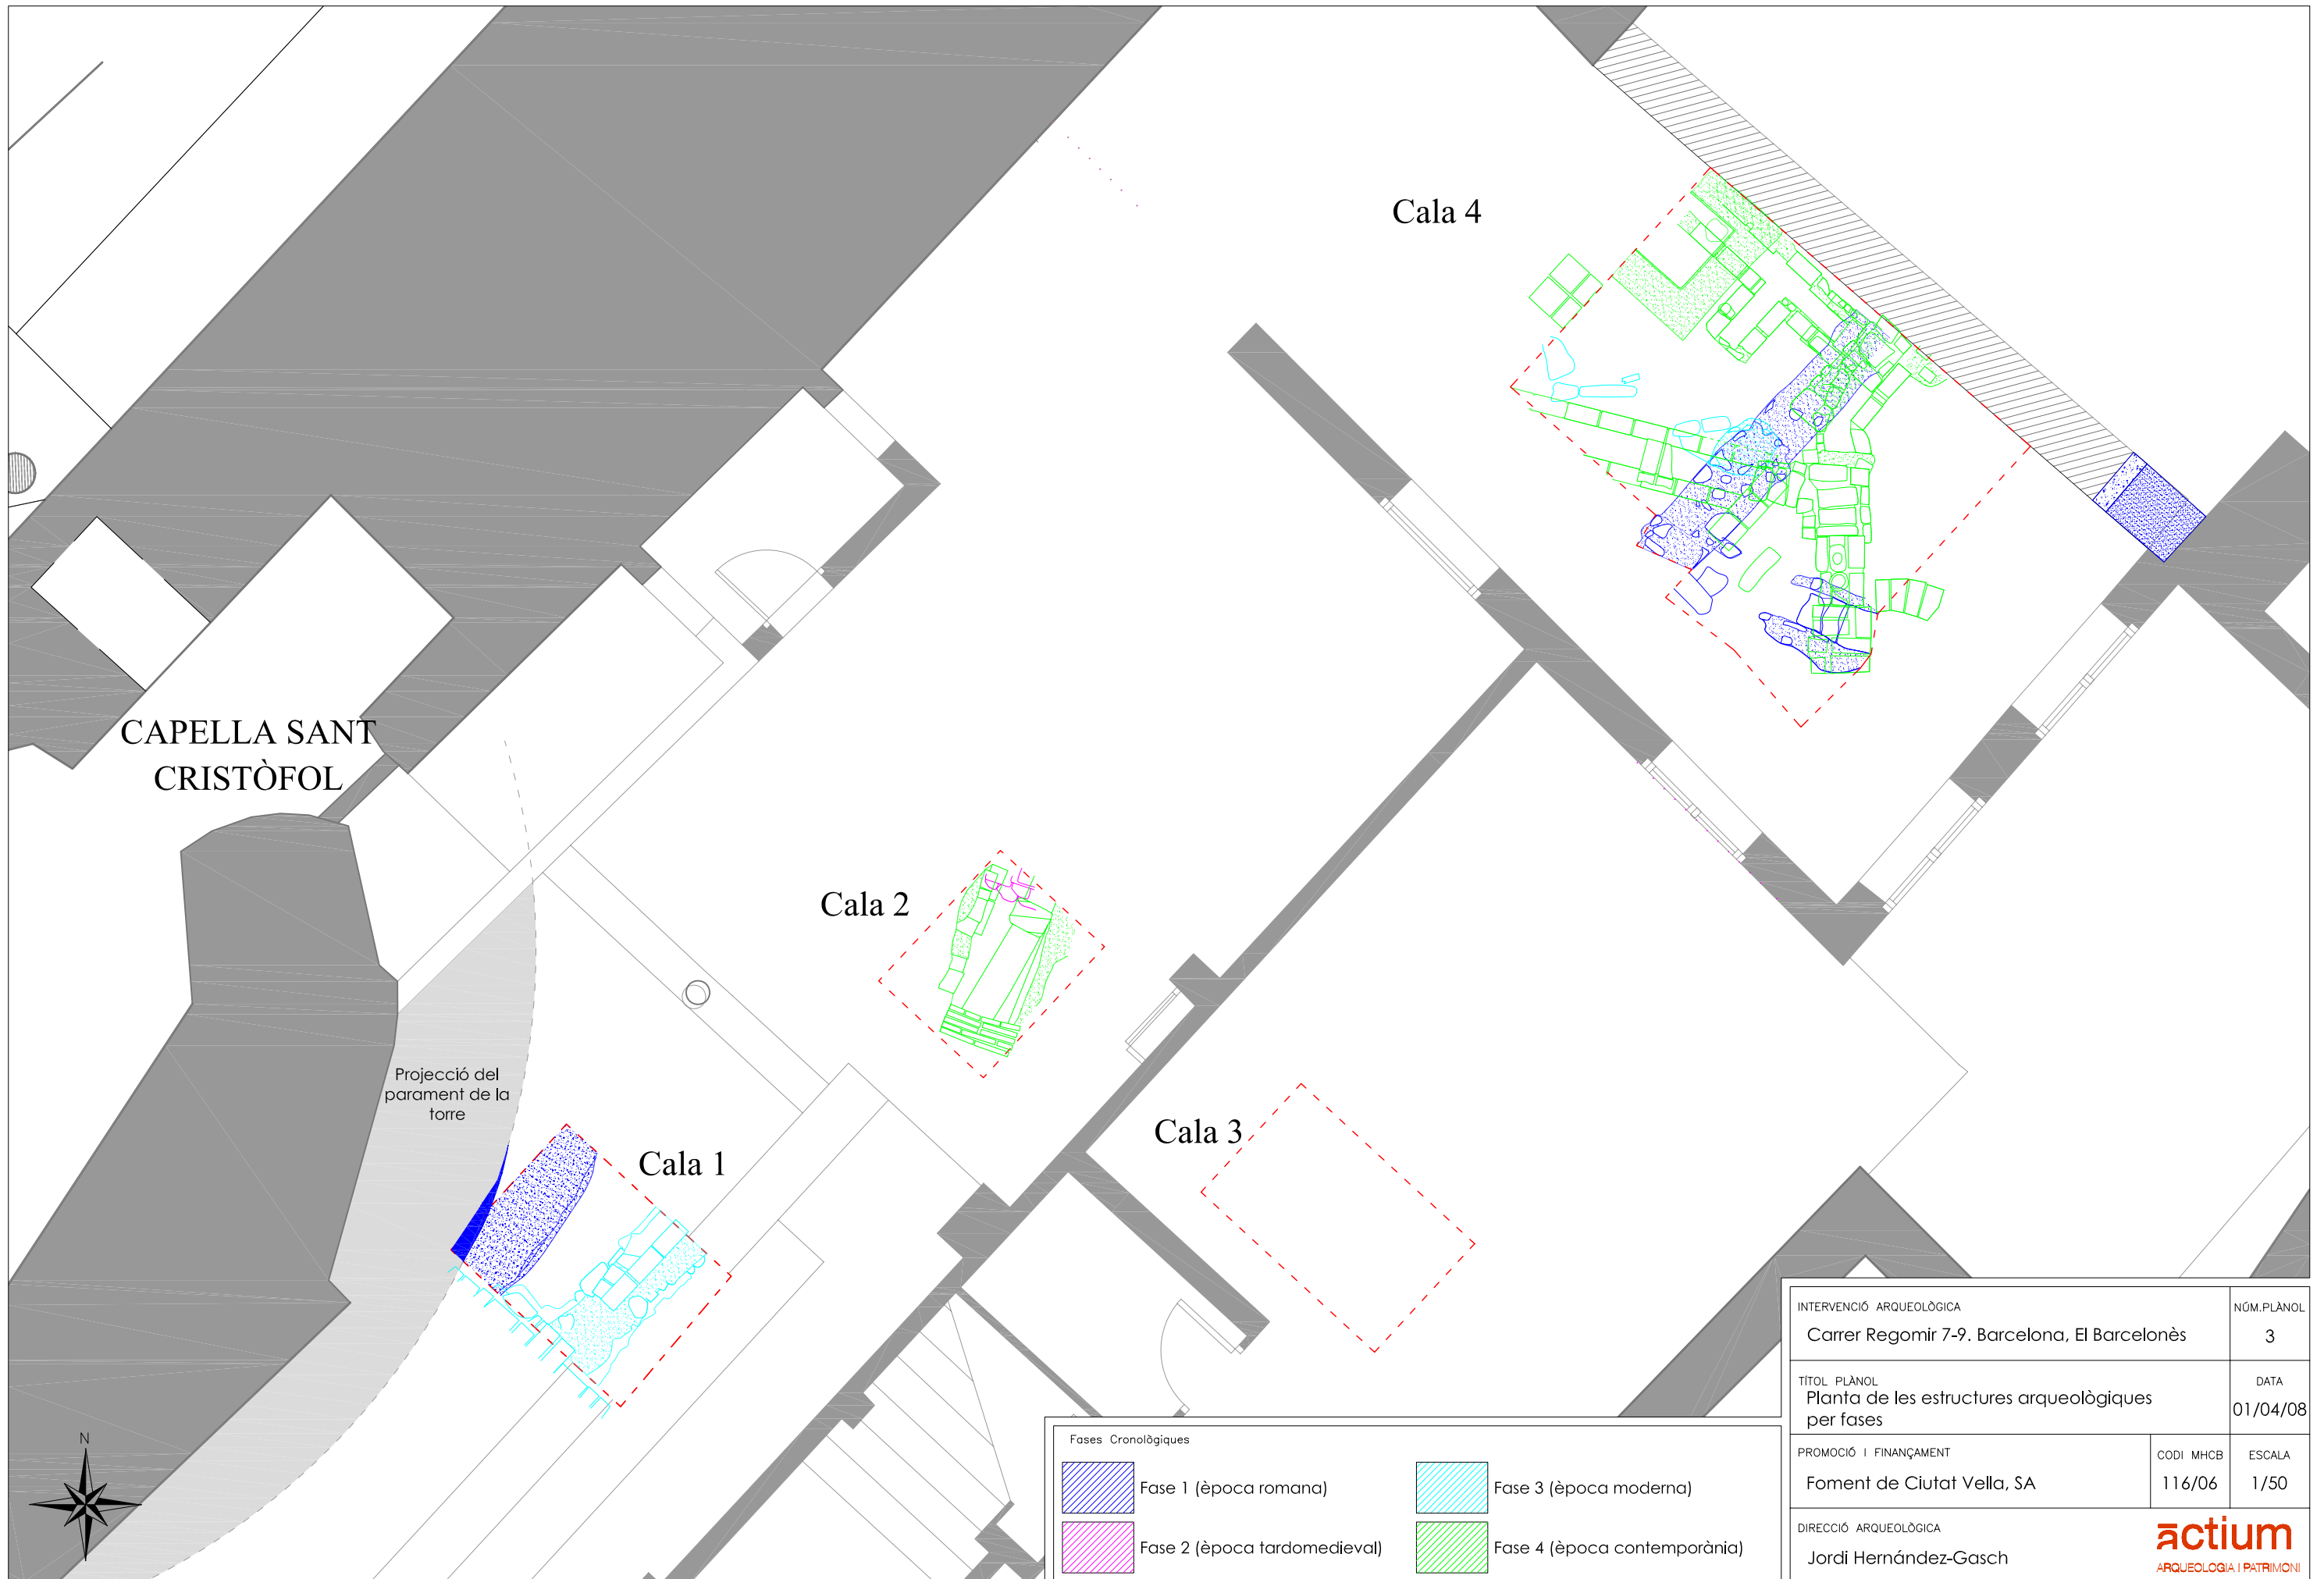 Cala 4
CAPELLA SANT
CRISTÒFOL
Cala 2
Projecció del
parament de la
torre
Cala 3
Cala 1
N
Fases Cronològiques
Fase 1 (època romana)
Fase 2 (època tardomedieval)
Fase 3 (època moderna)
Fase 4 (època contemporània)
INTERVENCIÓ ARQUEOLÒGICA
Carrer Regomir 7-9. Barcelona, El Barcelonès
NÚM.PLÀNOL
3
TÍTOL PLÀNOL
Planta de les estructures arqueològiques
per fases
DATA
01/04/08
PROMOCIÓ I FINANÇAMENT
Foment de Ciutat Vella, SA
CODI MHCB
116/06
ESCALA
1/50
DIRECCIÓ ARQUEOLÒGICA
Jordi Hernández-Gasch
actium
ARQUEOLOGIA I PATRIMONI